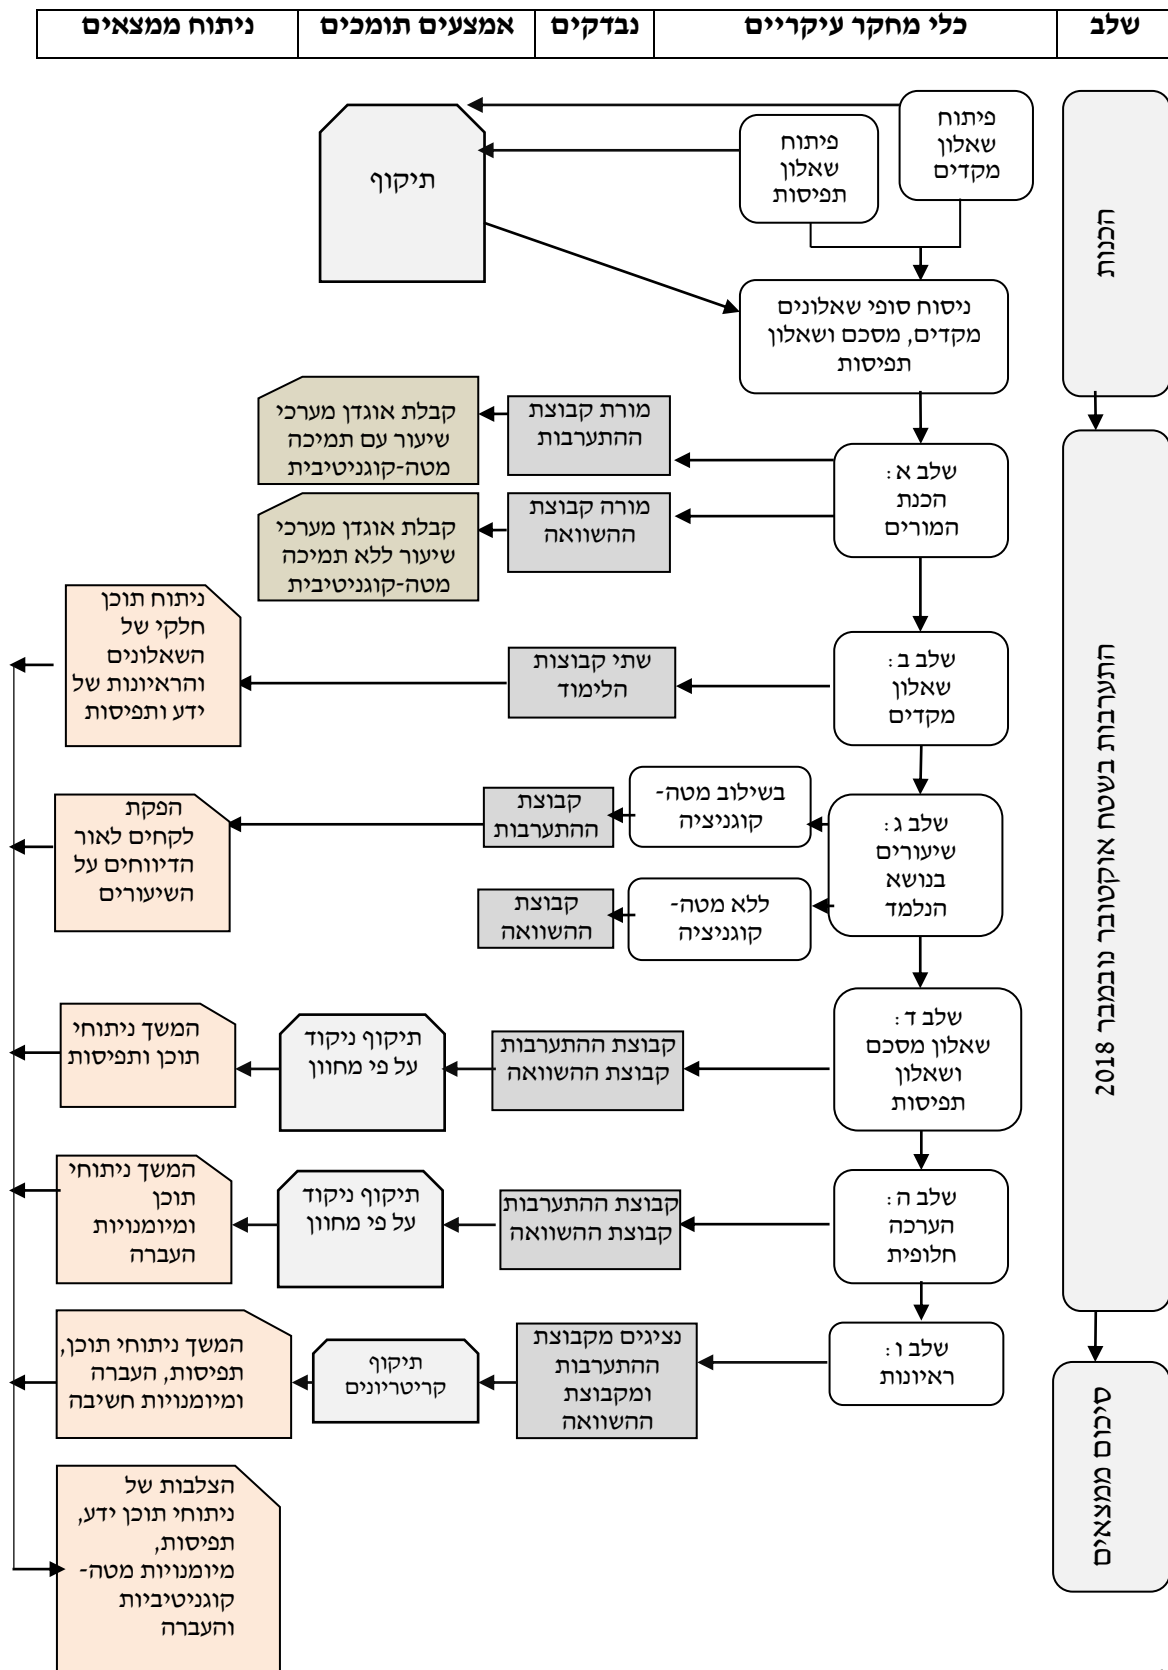 שלב
כלי מחקר עיקריים
נבדקים
אמצעים תומכים
ניתוח ממצאים
הכנות
פיתוח
שאלון
מקדים
פיתוח
שאלון
תפיסות
תיקוף
ניסוח סופי שאלונים
מקדים, מסכם ושאלון
תפיסות
התערבות בשטח אוקטובר נובמבר 2018
שלב א:
הכנת
המורים
מורת קבוצת
ההתערבות
קבלת אוגדן מערכי
שיעור עם תמיכה
מטה-קוגניטיבית
מורה קבוצת
ההשוואה
קבלת אוגדן מערכי
שיעור ללא תמיכה
מטה-קוגניטיבית
שלב ב:
שאלון
מקדים
שתי קבוצות
הלימוד
ניתוח תוכן
חלקי של
השאלונים
והראיונות של
ידע ותפיסות
שלב ג:
שיעורים
בנושא
הנלמד
בשילוב מטה-
קוגניציה
קבוצת
ההתערבות
הפקת
לקחים לאור
הדיווחים על
השיעורים
ללא מטה-
קוגניציה
קבוצת
ההשוואה
שלב ד:
שאלון מסכם
ושאלון
תפיסות
קבוצת ההתערבות
קבוצת ההשוואה
תיקוף ניקוד
על פי מחוון
המשך ניתוחי
תוכן ותפיסות
שלב ה:
הערכה
חלופית
קבוצת ההתערבות
קבוצת ההשוואה
תיקוף ניקוד
על פי מחוון
המשך ניתוחי
תוכן
ומיומנויות
העברה
שלב ו:
ראיונות
נציגים מקבוצת
ההתערבות
ומקבוצת
ההשוואה
תיקוף
קריטריונים
המשך ניתוחי תוכן,
תפיסות, העברה
ומיומנויות חשיבה
סיכום ממצאים
הצלבות של
ניתוחי תוכן ידע,
תפיסות,
מיומנויות מטה-
קוגניטיביות
והעברה